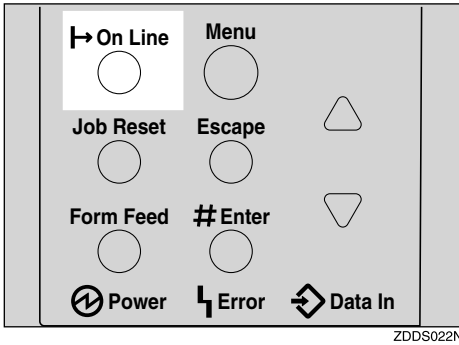 On Line Menu
Job Reset Escape
Form Feed # Enter
Power Error Data In
ZDDS022N